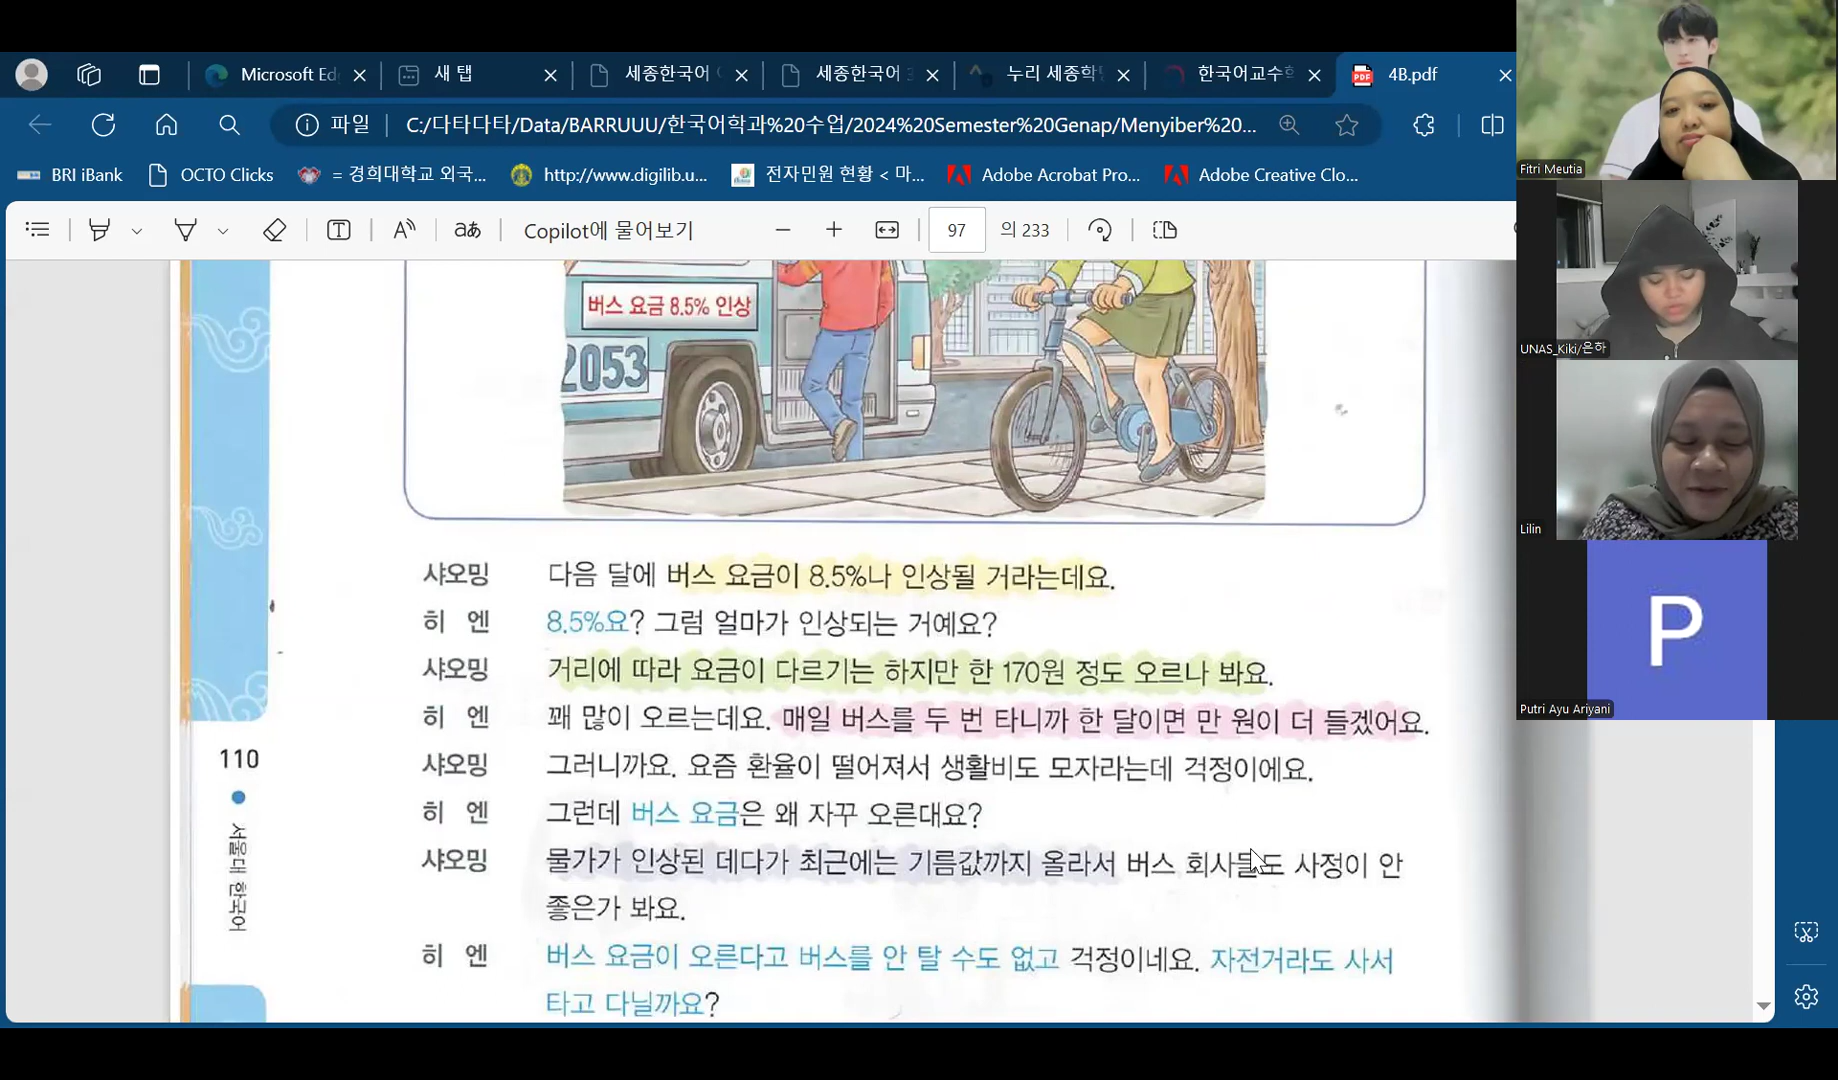 Microsoft Ed
새 탭
세종한국어
세종한국어
누리 세종학
한국어교수
4B.pdf
파일
C:/다타다타/Data/BARRUUU/한국어학과%20수업/2024%20Semester%20Genap/Menyiber%20...
BRI iBank
OCTO Clicks
= 경희대학교 외국...
http://www.digilib.u...
전자민원 현황 < 마...
Adobe Acrobat Pro...
Adobe Creative Clo...
aあ
Copilot에 물어보기
97
의 233
버스 요금 8.5% 인상
2053
샤오밍 다음 달에 버스 요금이 8.5%나 인상될 거라는데요.
히 엔 8.5%요? 그럼 얼마가 인상되는 거예요?
샤오밍 거리에 따라 요금이 다르기는 하지만 한 170원 정도 오르나 봐요.
히 엔 꽤 많이 오르는데요. 매일 버스를 두 번 타니까 한 달이면 만 원이 더 들겠어요.
샤오밍 그러니까요. 요즘 환율이 떨어져서 생활비도 모자라는데 걱정이에요.
히 엔 그런데 버스 요금은 왜 자꾸 오른대요?
샤오밍 물가가 인상된 데다가 최근에는 기름값까지 올라서 버스 회사들도 사정이 안
좋은가 봐요.
히 엔 버스 요금이 오른다고 버스를 안 탈 수도 없고 걱정이네요. 자전거라도 사서
타고 다닐까요?
110
서울대 한국어
Fitri Meutia
UNAS_Kiki/은하
Lilin
P
Putri Ayu Ariyani